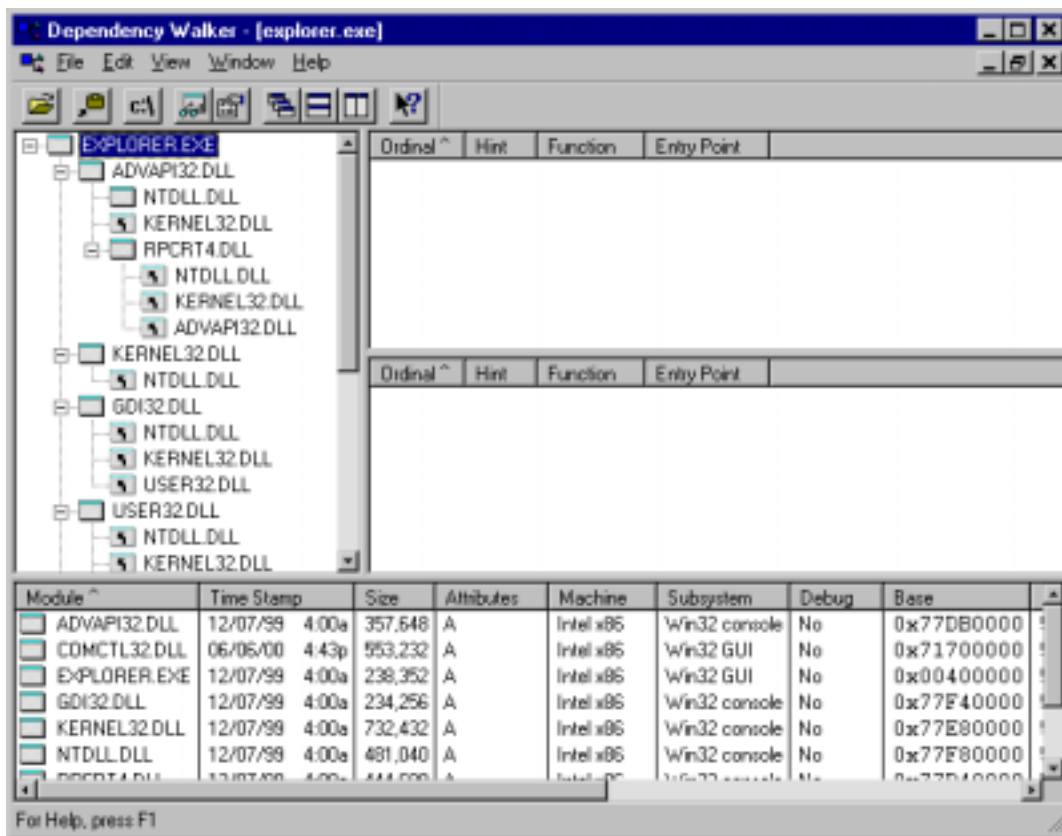 Dependency Walker - [explorer.exe]
File Edit View Window Help
c:\
EXPLORER.EXE
ADVAPI32.DLL
NTDLL.DLL
KERNEL32.DLL
RPCRT4.DLL
NTDLL.DLL
KERNEL32.DLL
ADVAPI32.DLL
KERNEL32.DLL
NTDLL.DLL
GDI32.DLL
NTDLL.DLL
KERNEL32.DLL
USER32.DLL
USER32.DLL
NTDLL.DLL
KERNEL32.DLL
Ordinal ^ Hint Function Entry Point
Ordinal ^ Hint Function Entry Point
Module ^ Time Stamp Size Attributes Machine Subsystem Debug Base
ADVAPI32.DLL 12/07/99 4:00a 357,648 A Intel x86 Win32 console No 0x77DB0000
COMCTL32.DLL 06/06/00 4:43p 553,232 A Intel x86 Win32 GUI No 0x71700000
EXPLORER.EXE 12/07/99 4:00a 238,352 A Intel x86 Win32 GUI No 0x00400000
GDI32.DLL 12/07/99 4:00a 234,256 A Intel x86 Win32 console No 0x77F40000
KERNEL32.DLL 12/07/99 4:00a 732,432 A Intel x86 Win32 console No 0x77E80000
NTDLL.DLL 12/07/99 4:00a 481,040 A Intel x86 Win32 console No 0x77F80000
For Help, press F1